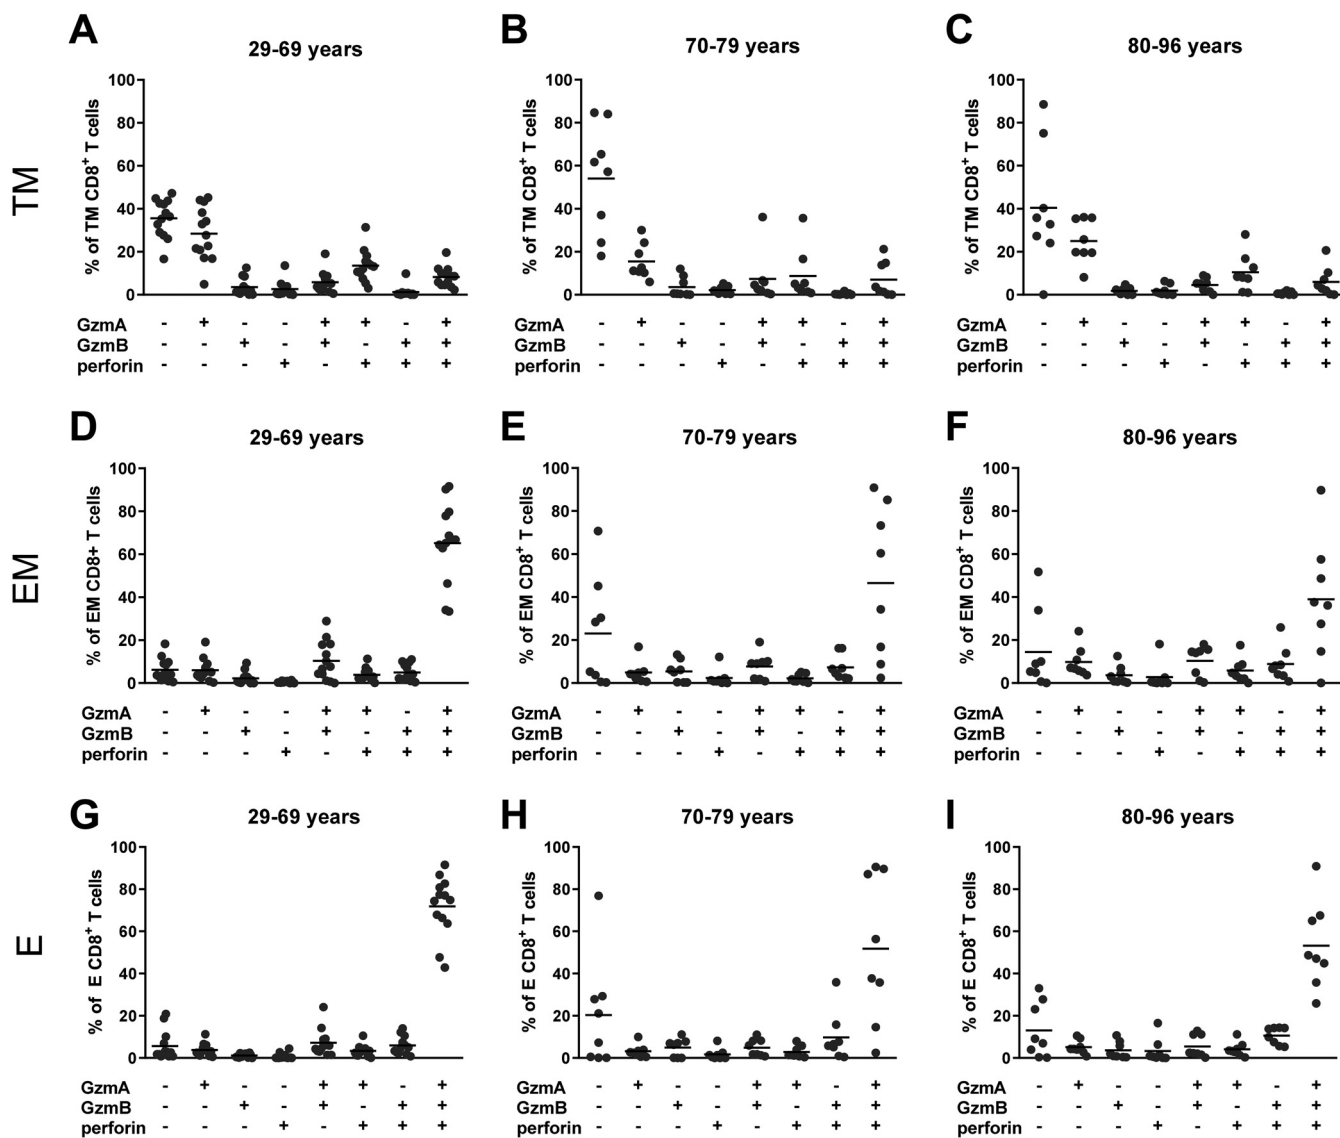 A
29-69 years
B
70-79 years
C
80-96 years
TM
% of TM CD8+ T cells
100
80
60
40
20
0
GzmA - + - - + + - +
GzmB - - + - + - + +
perforin - - - + - + + +
% of TM CD8+ T cells
100
80
60
40
20
0
GzmA - + - - + + - +
GzmB - - + - + - + +
perforin - - - + - + + +
% of TM CD8+ T cells
100
80
60
40
20
0
GzmA - + - - + + - +
GzmB - - + - + - + +
perforin - - - + - + + +
D
29-69 years
E
70-79 years
F
80-96 years
EM
% of EM CD8+ T cells
100
80
60
40
20
0
GzmA - + - - + + - +
GzmB - - + - + - + +
perforin - - - + - + + +
% of EM CD8+ T cells
100
80
60
40
20
0
GzmA - + - - + + - +
GzmB - - + - + - + +
perforin - - - + - + + +
% of EM CD8+ T cells
100
80
60
40
20
0
GzmA - + - - + + - +
GzmB - - + - + - + +
perforin - - - + - + + +
G
29-69 years
H
70-79 years
I
80-96 years
E
% of E CD8+ T cells
100
80
60
40
20
0
GzmA - + - - + + - +
GzmB - - + - + - + +
perforin - - - + - + + +
% of E CD8+ T cells
100
80
60
40
20
0
GzmA - + - - + + - +
GzmB - - + - + - + +
perforin - - - + - + + +
% of E CD8+ T cells
100
80
60
40
20
0
GzmA - + - - + + - +
GzmB - - + - + - + +
perforin - - - + - + + +